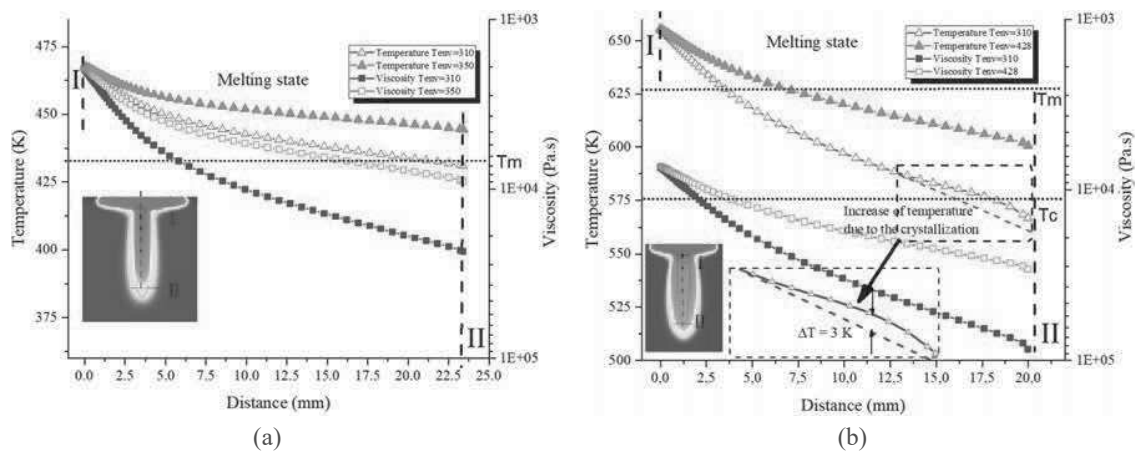 475
450
425
400
375
Temperature (K)
I
Melting state
Temperature Tenv=310
Temperature Tenv=350
Viscosity Tenv=310
Viscosity Tenv=350
Tm
II
II
1E+03
1E+04
1E+05
Viscosity (Pa.s)
0.0 2.5 5.0 7.5 10.0 12.5 15.0 17.5 20.0 22.5 25.0
Distance (mm)
(a)
650
625
600
575
550
525
500
Temperature (K)
I
Melting state
Temperature Tenv=310
Temperature Tenv=428
Viscosity Tenv=310
Viscosity Tenv=428
Tm
Tc
Increase of temperature
due to the crystallization
ΔT = 3 K
I
II
II
1E+03
1E+04
1E+05
Viscosity (Pa.s)
0.0 2.5 5.0 7.5 10.0 12.5 15.0 17.5 20.0
Distance (mm)
(b)